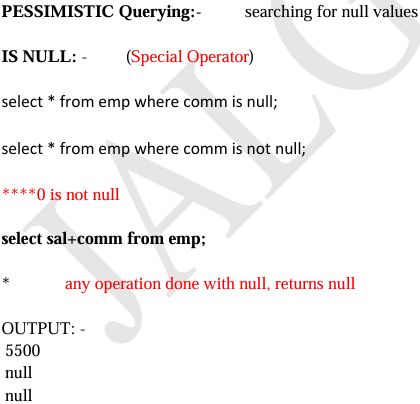 PESSIMISTIC Querying:- searching for null values
IS NULL: - (Special Operator)
select * from emp where comm is null;
select * from emp where comm is not null;
****0 is not null
select sal+comm from emp;
* any operation done with null, returns null
OUTPUT: -
5500
null
null